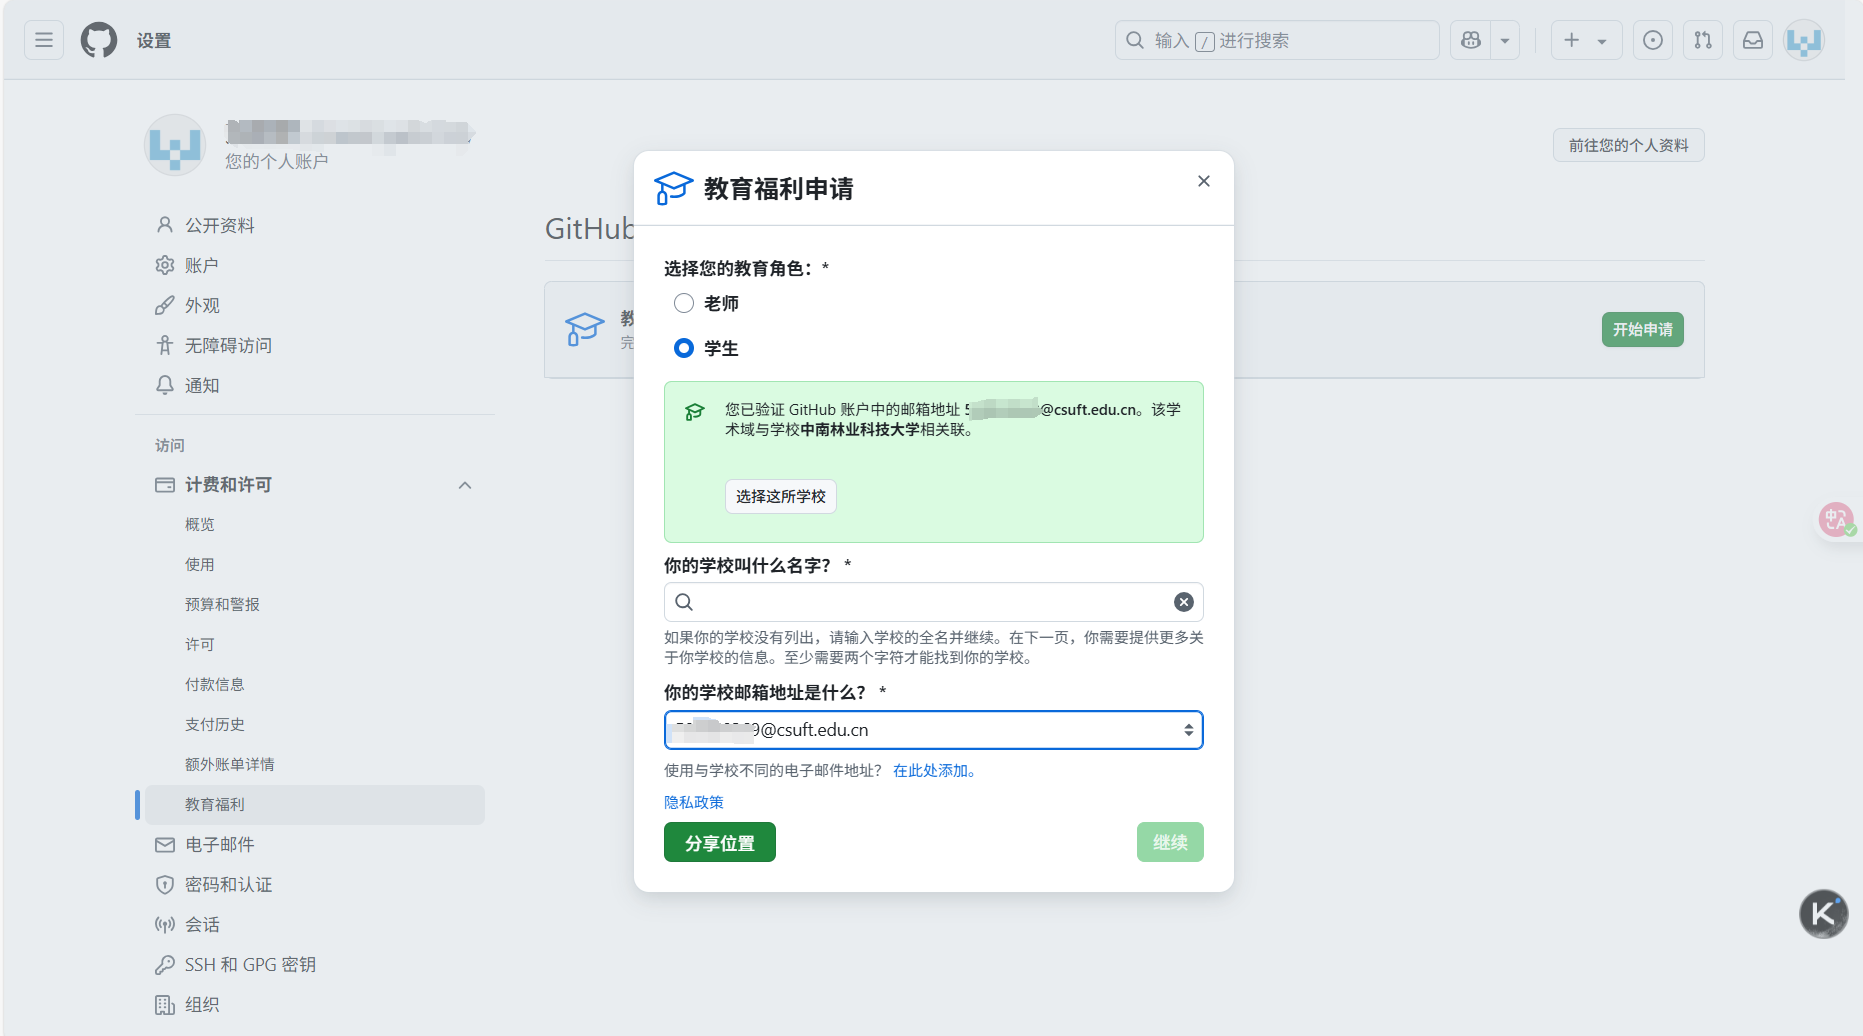 设置
输入 / 进行搜索
您的个人账户
前往您的个人资料
公开资料
账户
外观
无障碍访问
通知
访问
计费和许可
概览
使用
预算和警报
许可
付款信息
支付历史
额外账单详情
教育福利
电子邮件
密码和认证
会话
SSH 和 GPG 密钥
组织
GitHub
教
完
开始申请
教育福利申请
选择您的教育角色：*
老师
学生
您已验证 GitHub 账户中的邮箱地址 5 @csuft.edu.cn。该学
术域与学校中南林业科技大学相关联。
选择这所学校
你的学校叫什么名字？ *
如果你的学校没有列出，请输入学校的全名并继续。在下一页，你需要提供更多关
于你学校的信息。至少需要两个字符才能找到你的学校。
你的学校邮箱地址是什么？ *
9@csuft.edu.cn
使用与学校不同的电子邮件地址？ 在此处添加。
隐私政策
分享位置
继续
中A
K